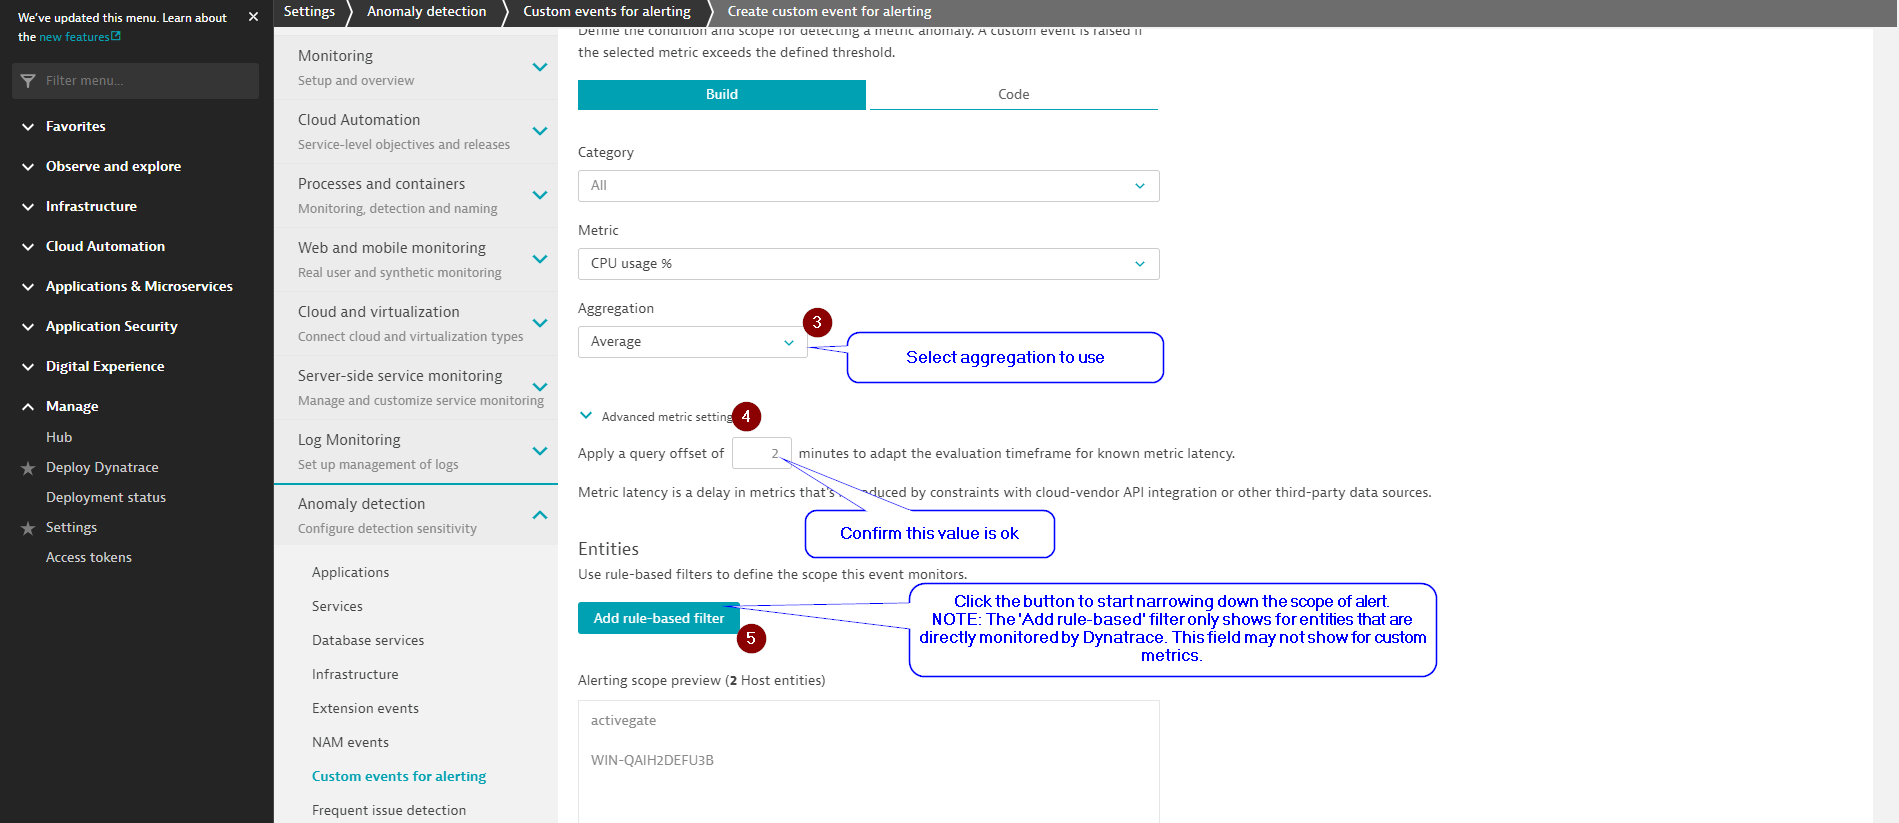 We've updated this menu. Learn about
the new features
Filter menu...
Favorites
Observe and explore
Infrastructure
Cloud Automation
Applications & Microservices
Application Security
Digital Experience
Manage
Hub
Deploy Dynatrace
Deployment status
Settings
Access tokens
Settings
Anomaly detection
Custom events for alerting
Create custom event for alerting
Monitoring
Setup and overview
Cloud Automation
Service-level objectives and releases
Processes and containers
Monitoring, detection and naming
Web and mobile monitoring
Real user and synthetic monitoring
Cloud and virtualization
Connect cloud and virtualization types
Server-side service monitoring
Manage and customize service monitoring
Log Monitoring
Set up management of logs
Anomaly detection
Configure detection sensitivity
Applications
Services
Database services
Infrastructure
Extension events
NAM events
Custom events for alerting
Frequent issue detection
Define the condition and scope for detecting a metric anomaly. A custom event is raised if
the selected metric exceeds the defined threshold.
Build
Code
Category
All
Metric
CPU usage %
Aggregation
3
Average
Select aggregation to use
Advanced metric setting
4
Apply a query offset of 2 minutes to adapt the evaluation timeframe for known metric latency.
Metric latency is a delay in metrics that's by constraints with cloud-vendor API integration or other third-party data sources.
Confirm this value is ok
Entities
Use rule-based filters to define the scope this event monitors.
Add rule-based filter
5
Click the button to start narrowing down the scope of alert.
NOTE: The 'Add rule-based' filter only shows for entities that are
directly monitored by Dynatrace. This field may not show for custom
metrics.
Alerting scope preview (2 Host entities)
activegate
WIN-QAIH2DEFU3B